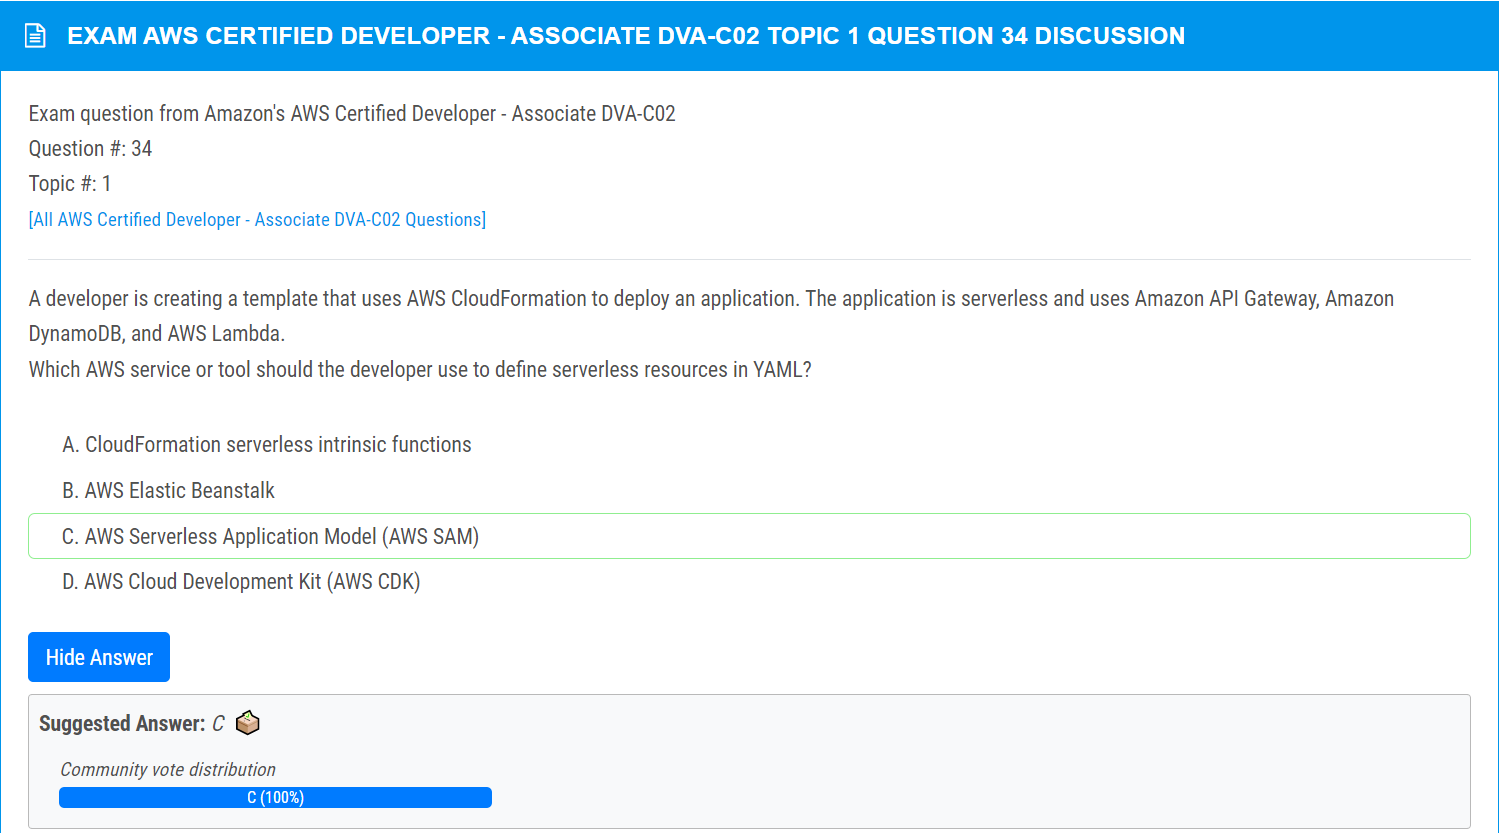 EXAM AWS CERTIFIED DEVELOPER - ASSOCIATE DVA-C02 TOPIC 1 QUESTION 34 DISCUSSION
Exam question from Amazon's AWS Certified Developer - Associate DVA-C02
Question #: 34
Topic #: 1
[All AWS Certified Developer - Associate DVA-C02 Questions]
A developer is creating a template that uses AWS CloudFormation to deploy an application. The application is serverless and uses Amazon API Gateway, Amazon
DynamoDB, and AWS Lambda.
Which AWS service or tool should the developer use to define serverless resources in YAML?
A. CloudFormation serverless intrinsic functions
B. AWS Elastic Beanstalk
C. AWS Serverless Application Model (AWS SAM)
D. AWS Cloud Development Kit (AWS CDK)
Hide Answer
Suggested Answer: C
Community vote distribution
C (100%)